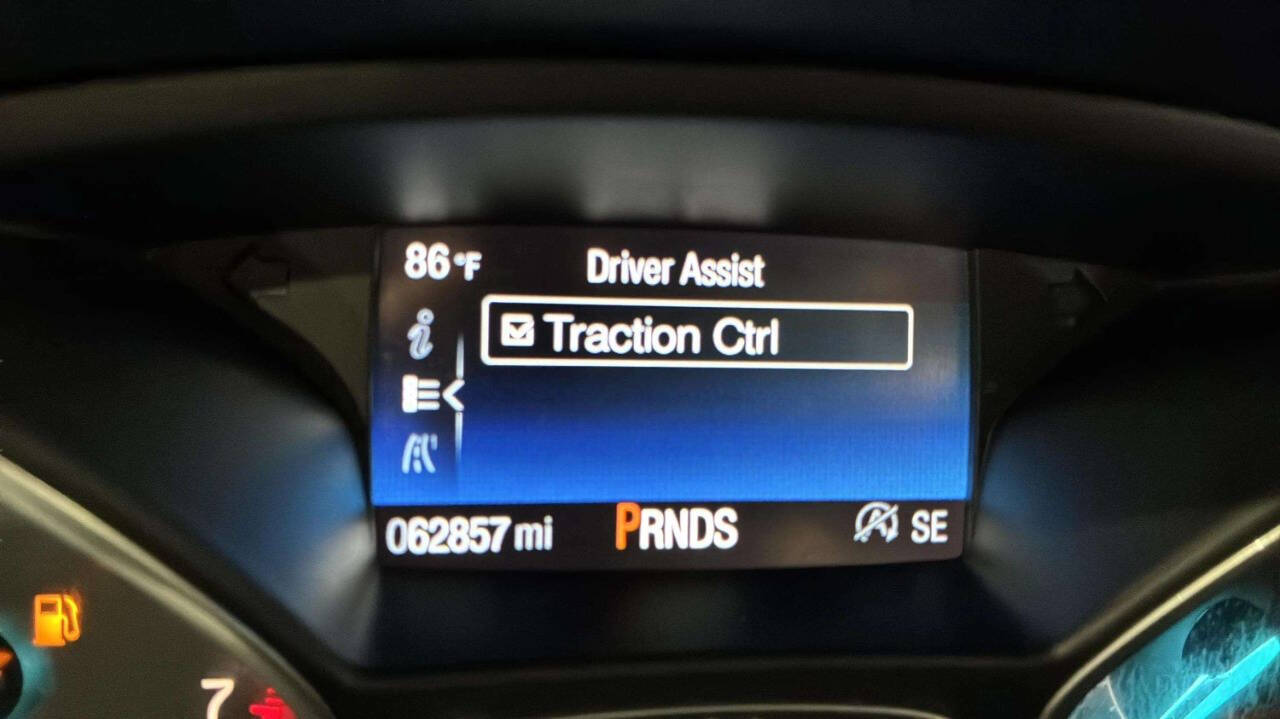 86°F
Driver Assist
Traction Ctrl
062857 mi
PRNDS
A
SE
7